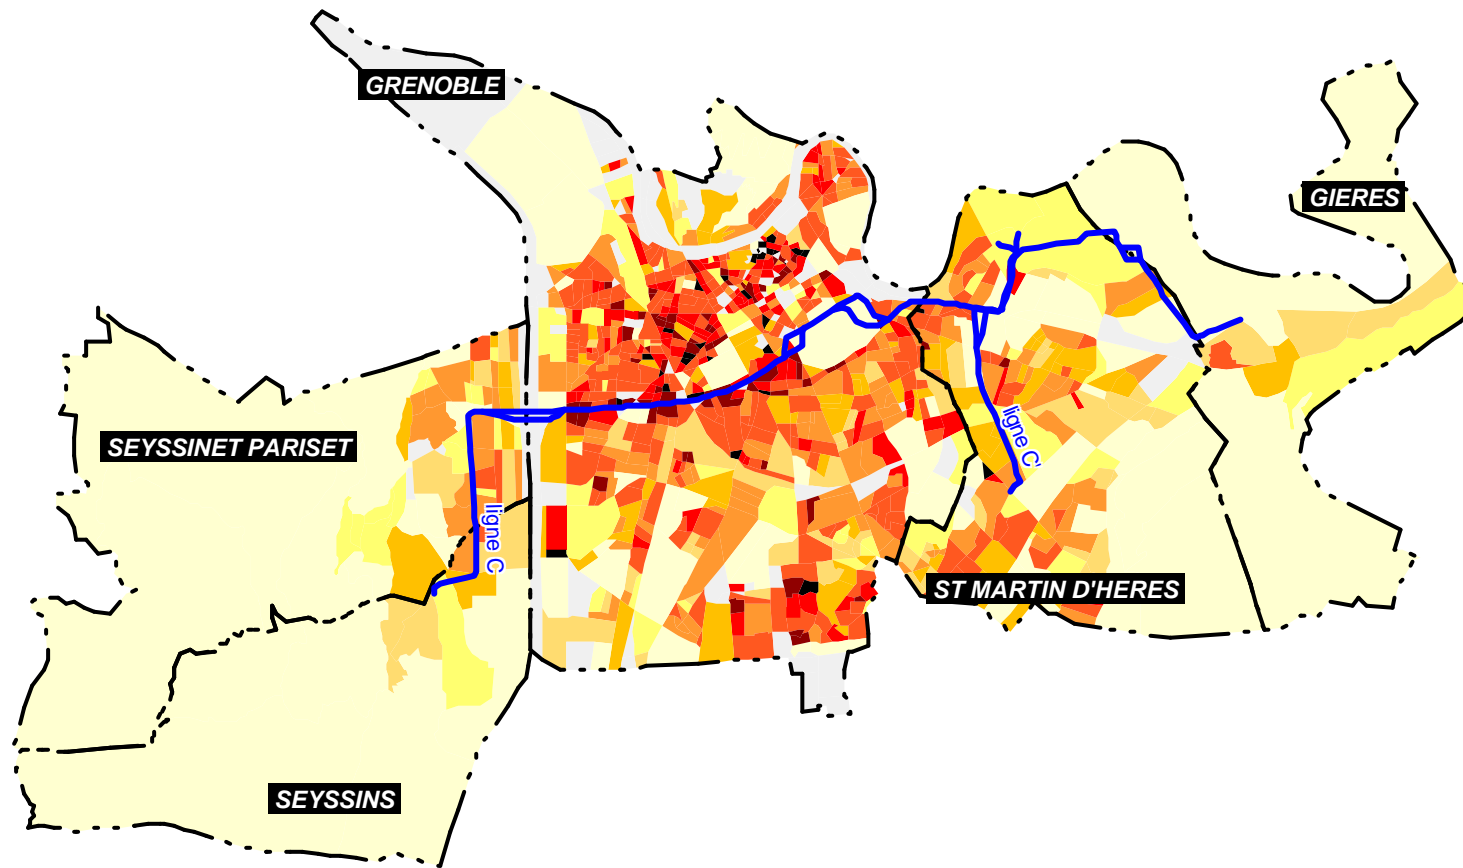 GRENOBLE
GIERES
SEYSSINET PARISET
ligne C'
ligne C
ST MARTIN D'HERES
SEYSSINS